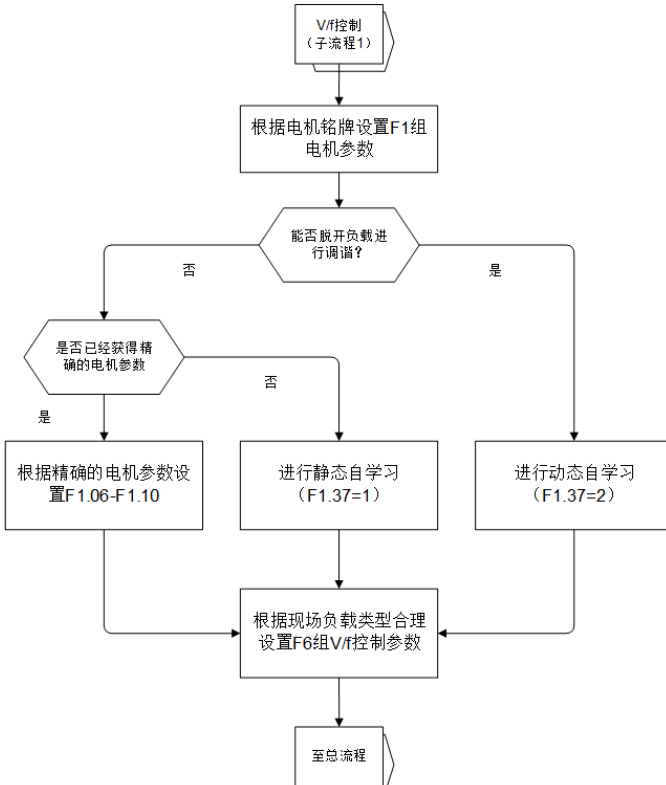 V/f控制
（子流程1）
根据电机铭牌设置F1组
电机参数
能否脱开负载进
行调谐？
否
是
是否已经获得精
确的电机参数
否
是
根据精确的电机参数设
置F1.06-F1.10
进行静态自学习
（F1.37=1）
进行动态自学习
（F1.37=2）
根据现场负载类型合理
设置F6组V/f控制参数
至总流程